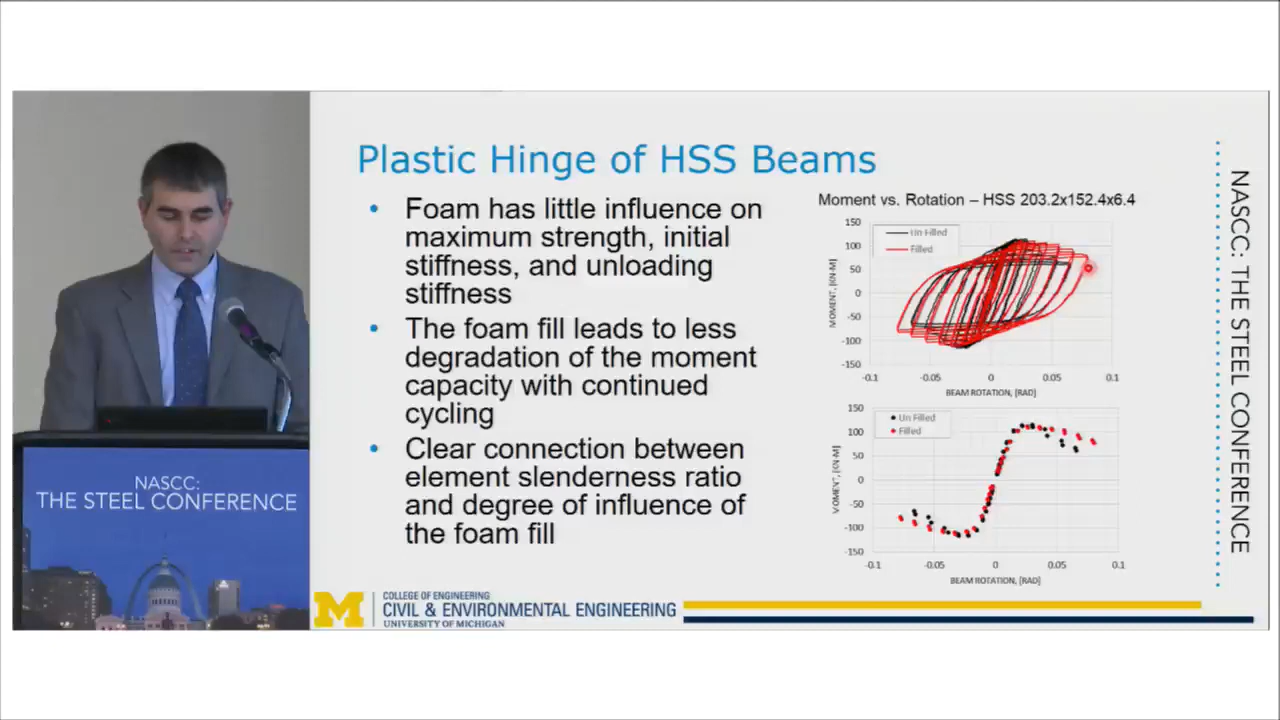 Plastic Hinge of HSS Beams
• Foam has little influence on
maximum strength, initial
stiffness, and unloading
stiffness
• The foam fill leads to less
degradation of the moment
capacity with continued
cycling
• Clear connection between
element slenderness ratio
and degree of influence of
the foam fill
Moment vs. Rotation – HSS 203.2x152.4x6.4
Un Filled
Filled
150
100
50
0
-50
-100
-150
MOMENT, [KN-M]
-0.1 -0.05 0 0.05 0.1
BEAM ROTATION, [RAD]
Un Filled
Filled
150
100
50
0
-50
-100
-150
MOMENT, [KN-M]
-0.1 -0.05 0 0.05 0.1
BEAM ROTATION, [RAD]
NASCC: THE STEEL CONFERENCE
NASCC:
THE STEEL CONFERENCE
M
COLLEGE OF ENGINEERING
CIVIL & ENVIRONMENTAL ENGINEERING
UNIVERSITY OF MICHIGAN